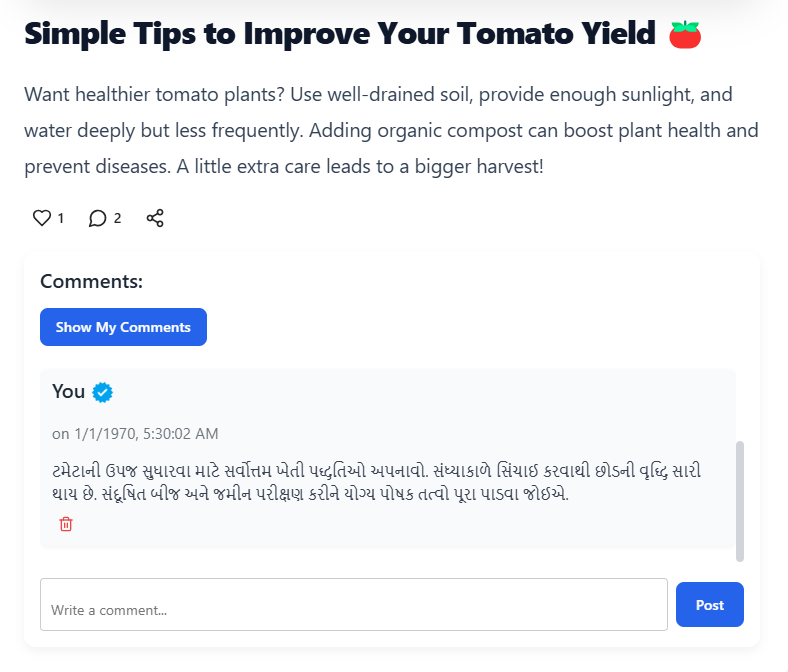 Simple Tips to Improve Your Tomato Yield 🍅
Want healthier tomato plants? Use well-drained soil, provide enough sunlight, and
water deeply but less frequently. Adding organic compost can boost plant health and
prevent diseases. A little extra care leads to a bigger harvest!
1 2
Comments:
Show My Comments
You
on 1/1/1970, 5:30:02 AM
ટમેટાની ઉપજ સુધારવા માટે સર્વોત્તમ ખેતી પદ્ધતિઓ અપનાવો. સંધ્યાકાળે સિંચાઈ કરવાથી છોડની વૃદ્ધિ સારી
થાય છે. સંદૂષિત બીજ અને જમીન પરીક્ષણ કરીને યોગ્ય પોષક તત્વો પૂરા પાડવા જોઈએ.
Write a comment...
Post